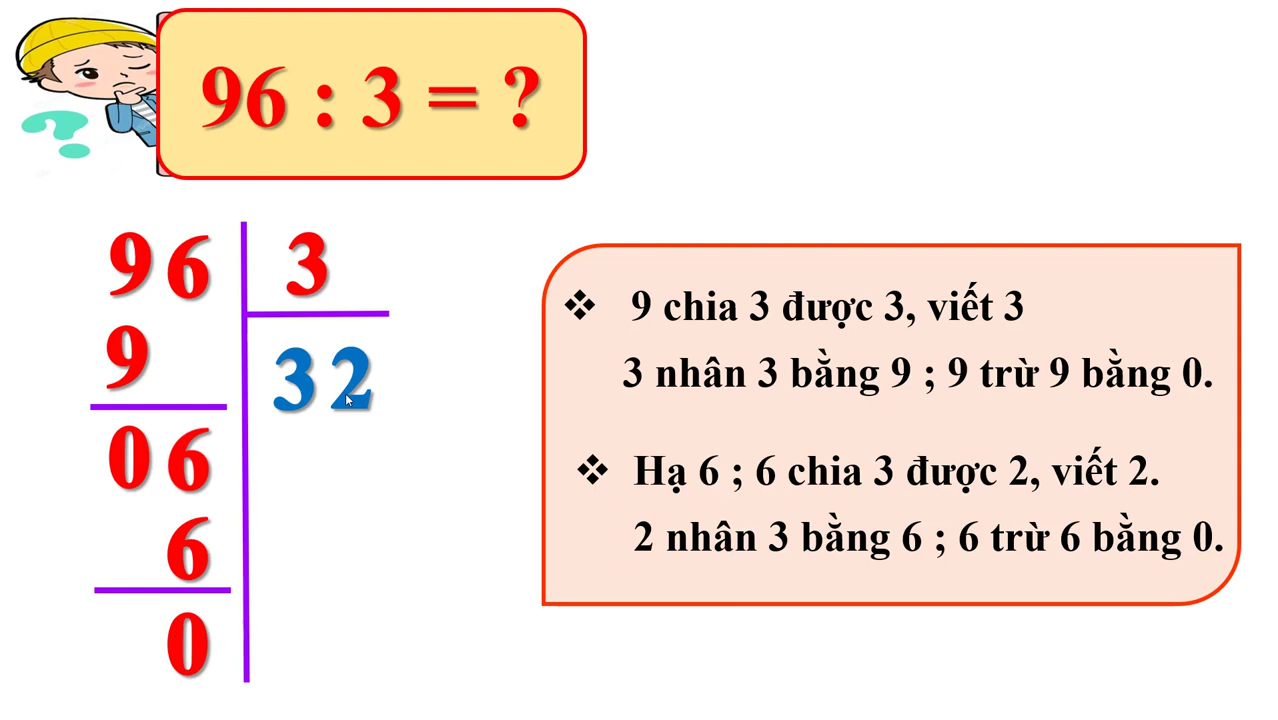 96 : 3 = ?
96 3
9 32
06
6
0
❖ 9 chia 3 được 3, viết 3
3 nhân 3 bằng 9 ; 9 trừ 9 bằng 0.
❖ Hạ 6 ; 6 chia 3 được 2, viết 2.
2 nhân 3 bằng 6 ; 6 trừ 6 bằng 0.